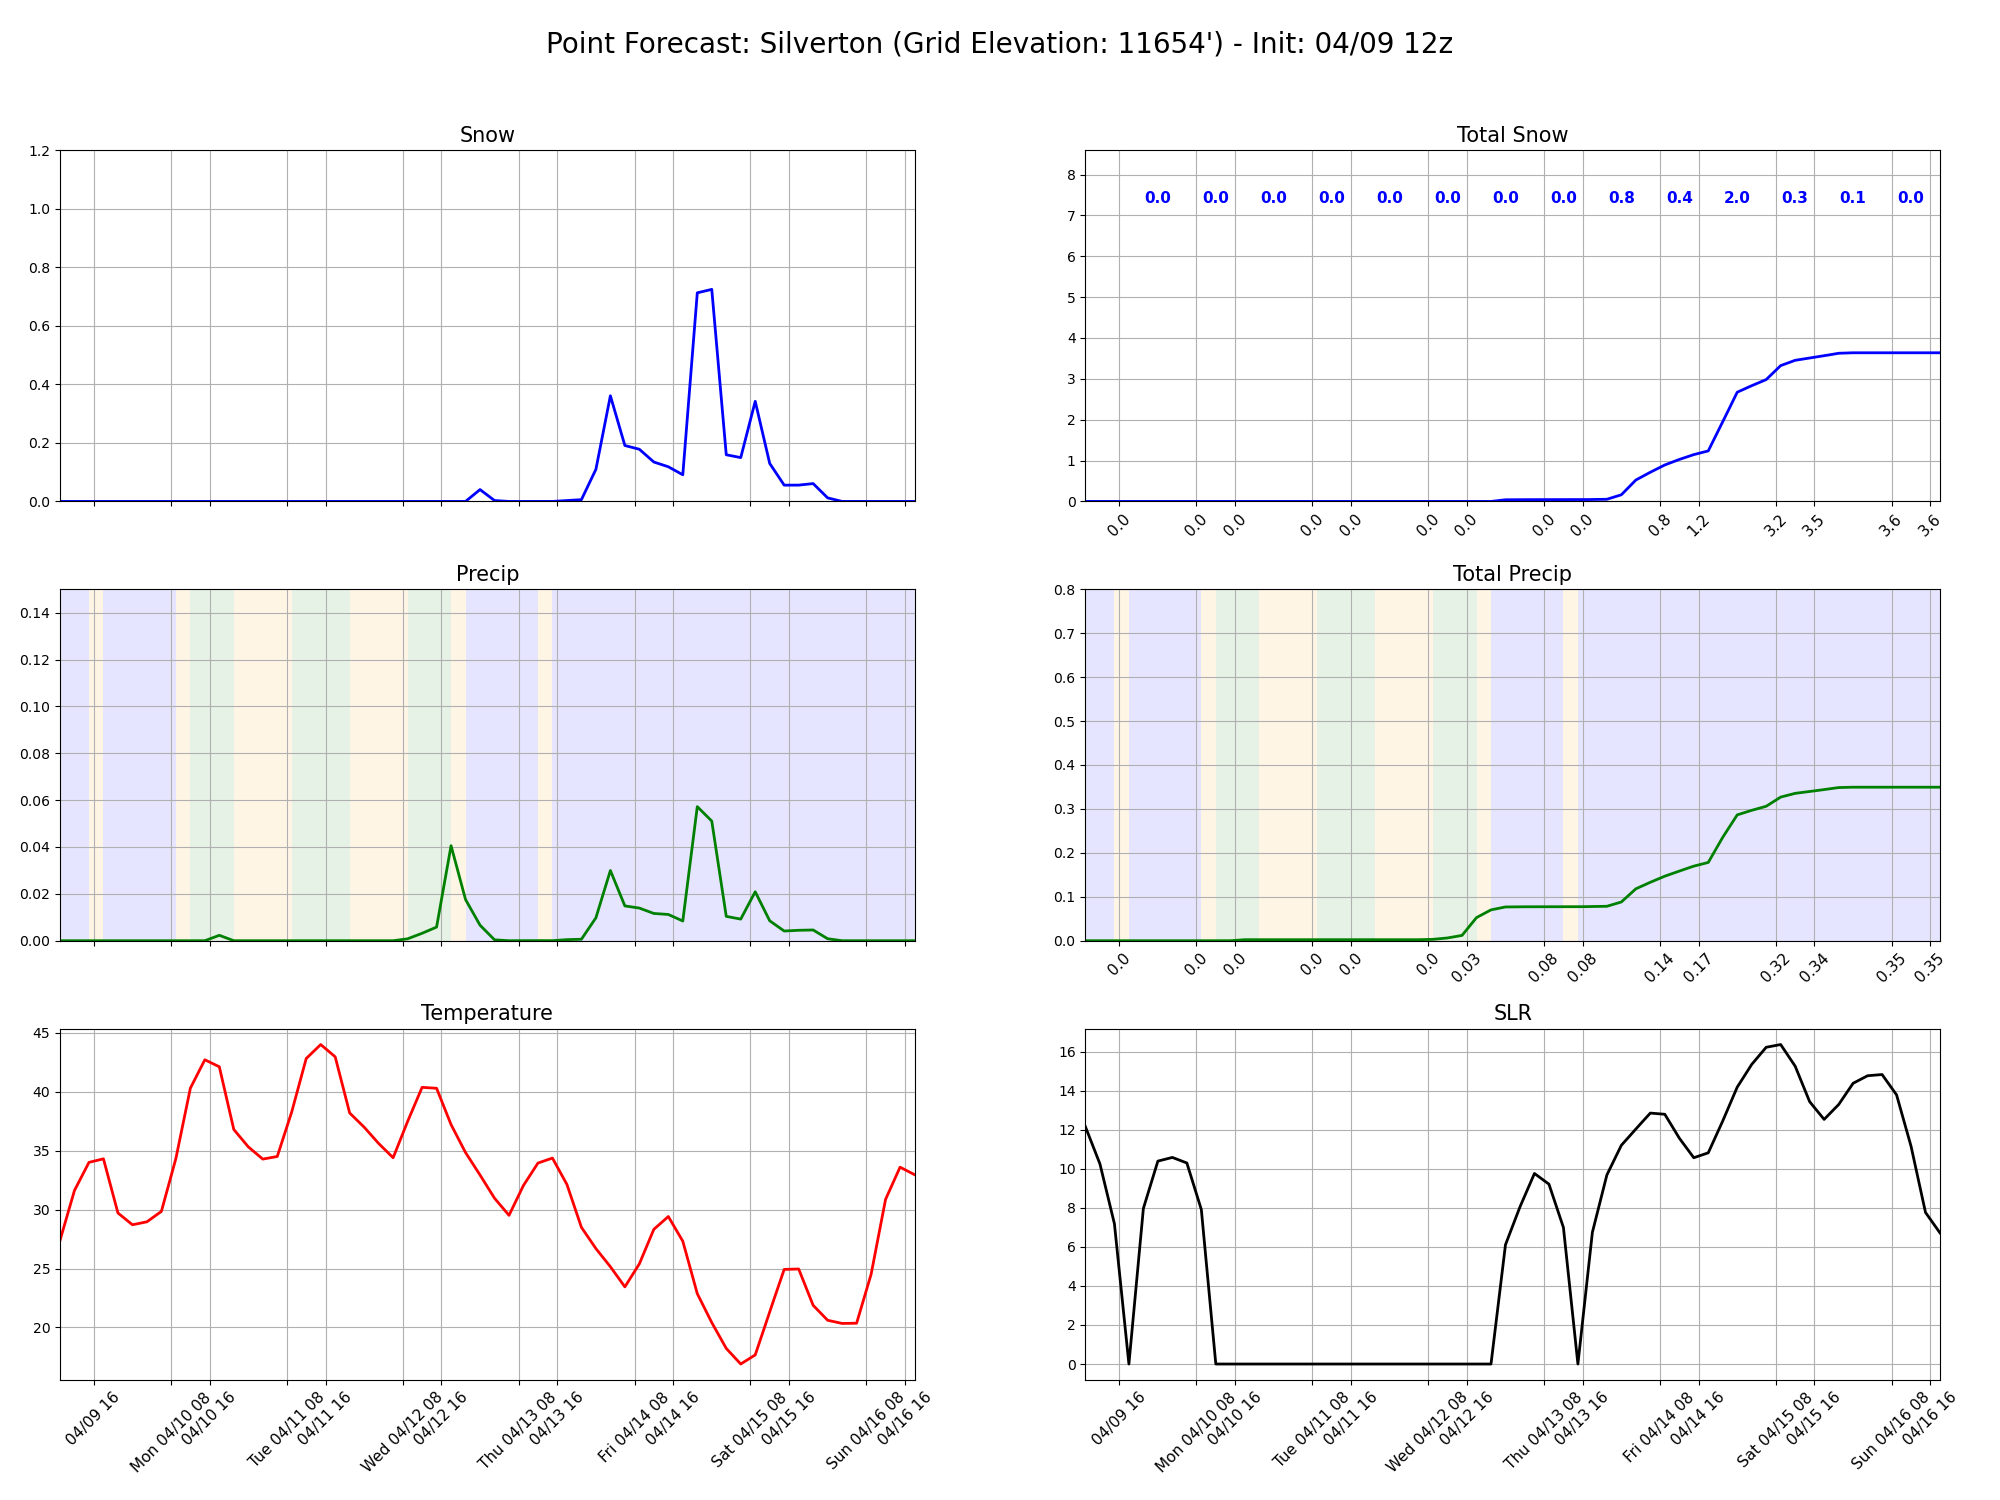 Point Forecast: Silverton (Grid Elevation: 11654') - Init: 04/09 12z
Snow
1.2
1.0
0.8
0.6
0.4
0.2
0.0
Total Snow
8
7
6
5
4
3
2
1
0
0.0 0.0 0.0 0.0 0.0 0.0 0.0 0.0 0.8 0.4 2.0 0.3 0.1 0.0
0.0 0.0 0.0 0.0 0.0 0.0 0.0 0.0 0.0 0.8 1.2 3.2 3.5 3.6 3.6
Precip
0.14
0.12
0.10
0.08
0.06
0.04
0.02
0.00
Total Precip
0.8
0.7
0.6
0.5
0.4
0.3
0.2
0.1
0.0
0.0 0.0 0.0 0.0 0.0 0.0 0.03 0.08 0.08 0.14 0.17 0.32 0.34 0.35 0.35
Temperature
45
40
35
30
25
20
04/09 16
Mon 04/10 08
04/10 16
Tue 04/11 08
04/11 16
Wed 04/12 08
04/12 16
Thu 04/13 08
04/13 16
Fri 04/14 08
04/14 16
Sat 04/15 08
04/15 16
Sun 04/16 08
04/16 16
SLR
16
14
12
10
8
6
4
2
0
04/09 16
Mon 04/10 08
04/10 16
Tue 04/11 08
04/11 16
Wed 04/12 08
04/12 16
Thu 04/13 08
04/13 16
Fri 04/14 08
04/14 16
Sat 04/15 08
04/15 16
Sun 04/16 08
04/16 16